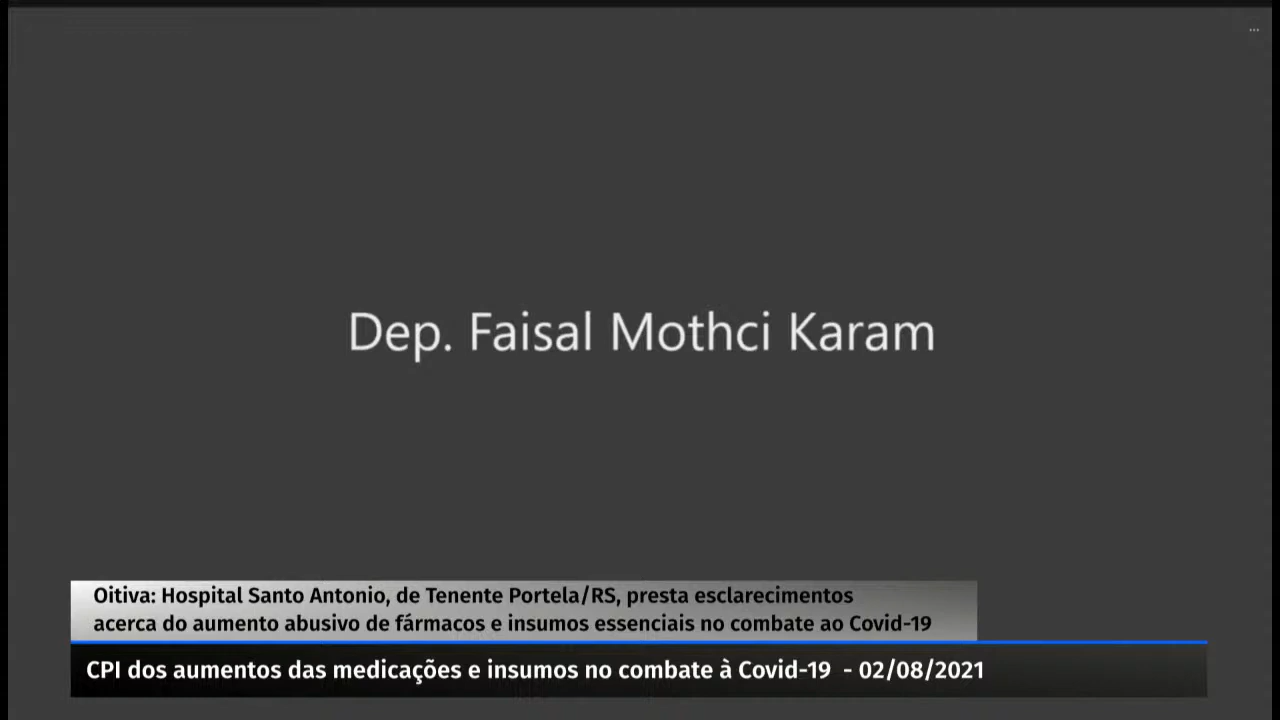 Dep. Faisal Mothci Karam
Oitiva: Hospital Santo Antonio, de Tenente Portela/RS, presta esclarecimentos
acerca do aumento abusivo de fármacos e insumos essenciais no combate ao Covid-19
CPI dos aumentos das medicações e insumos no combate à Covid-19 - 02/08/2021